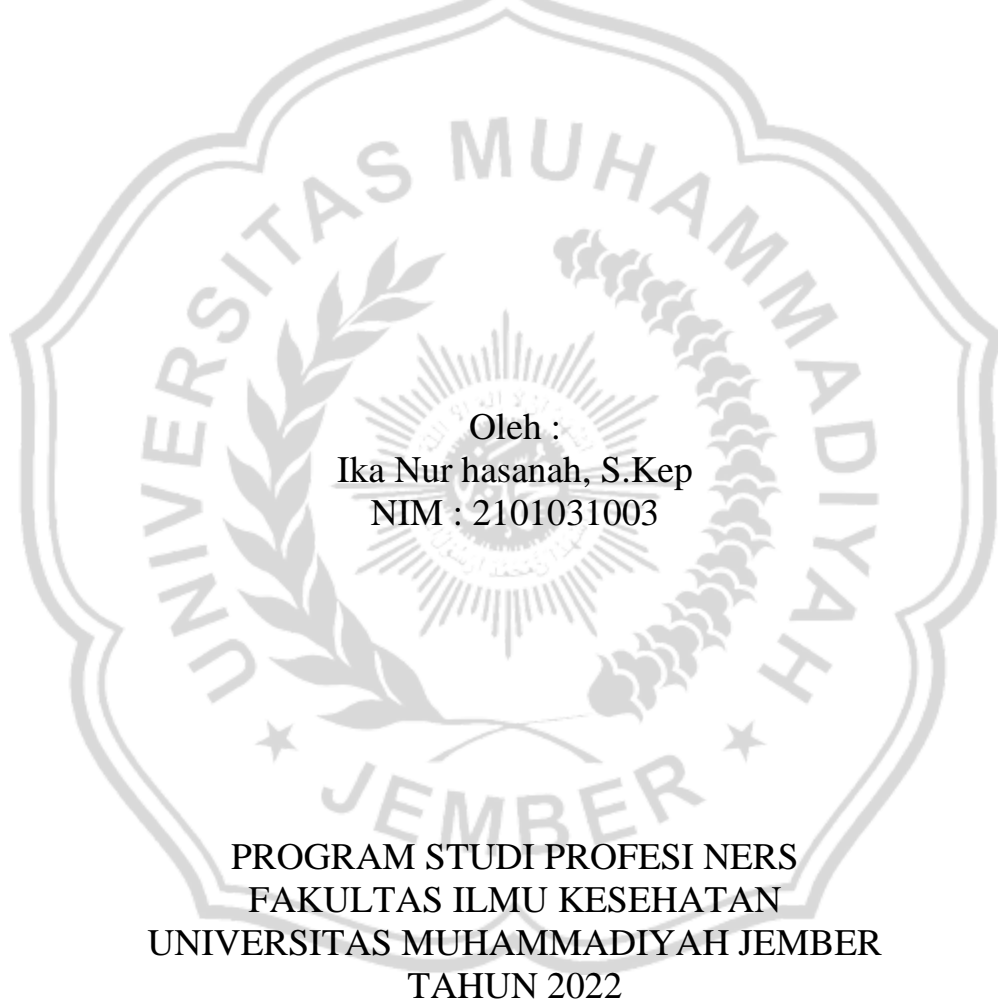 UNIVERSITAS MUHAMMADIYAH
Oleh :
Ika Nur hasanah, S.Kep
NIM : 2101031003
JEMBER
PROGRAM STUDI PROFESI NERS
FAKULTAS ILMU KESEHATAN
UNIVERSITAS MUHAMMADIYAH JEMBER
TAHUN 2022